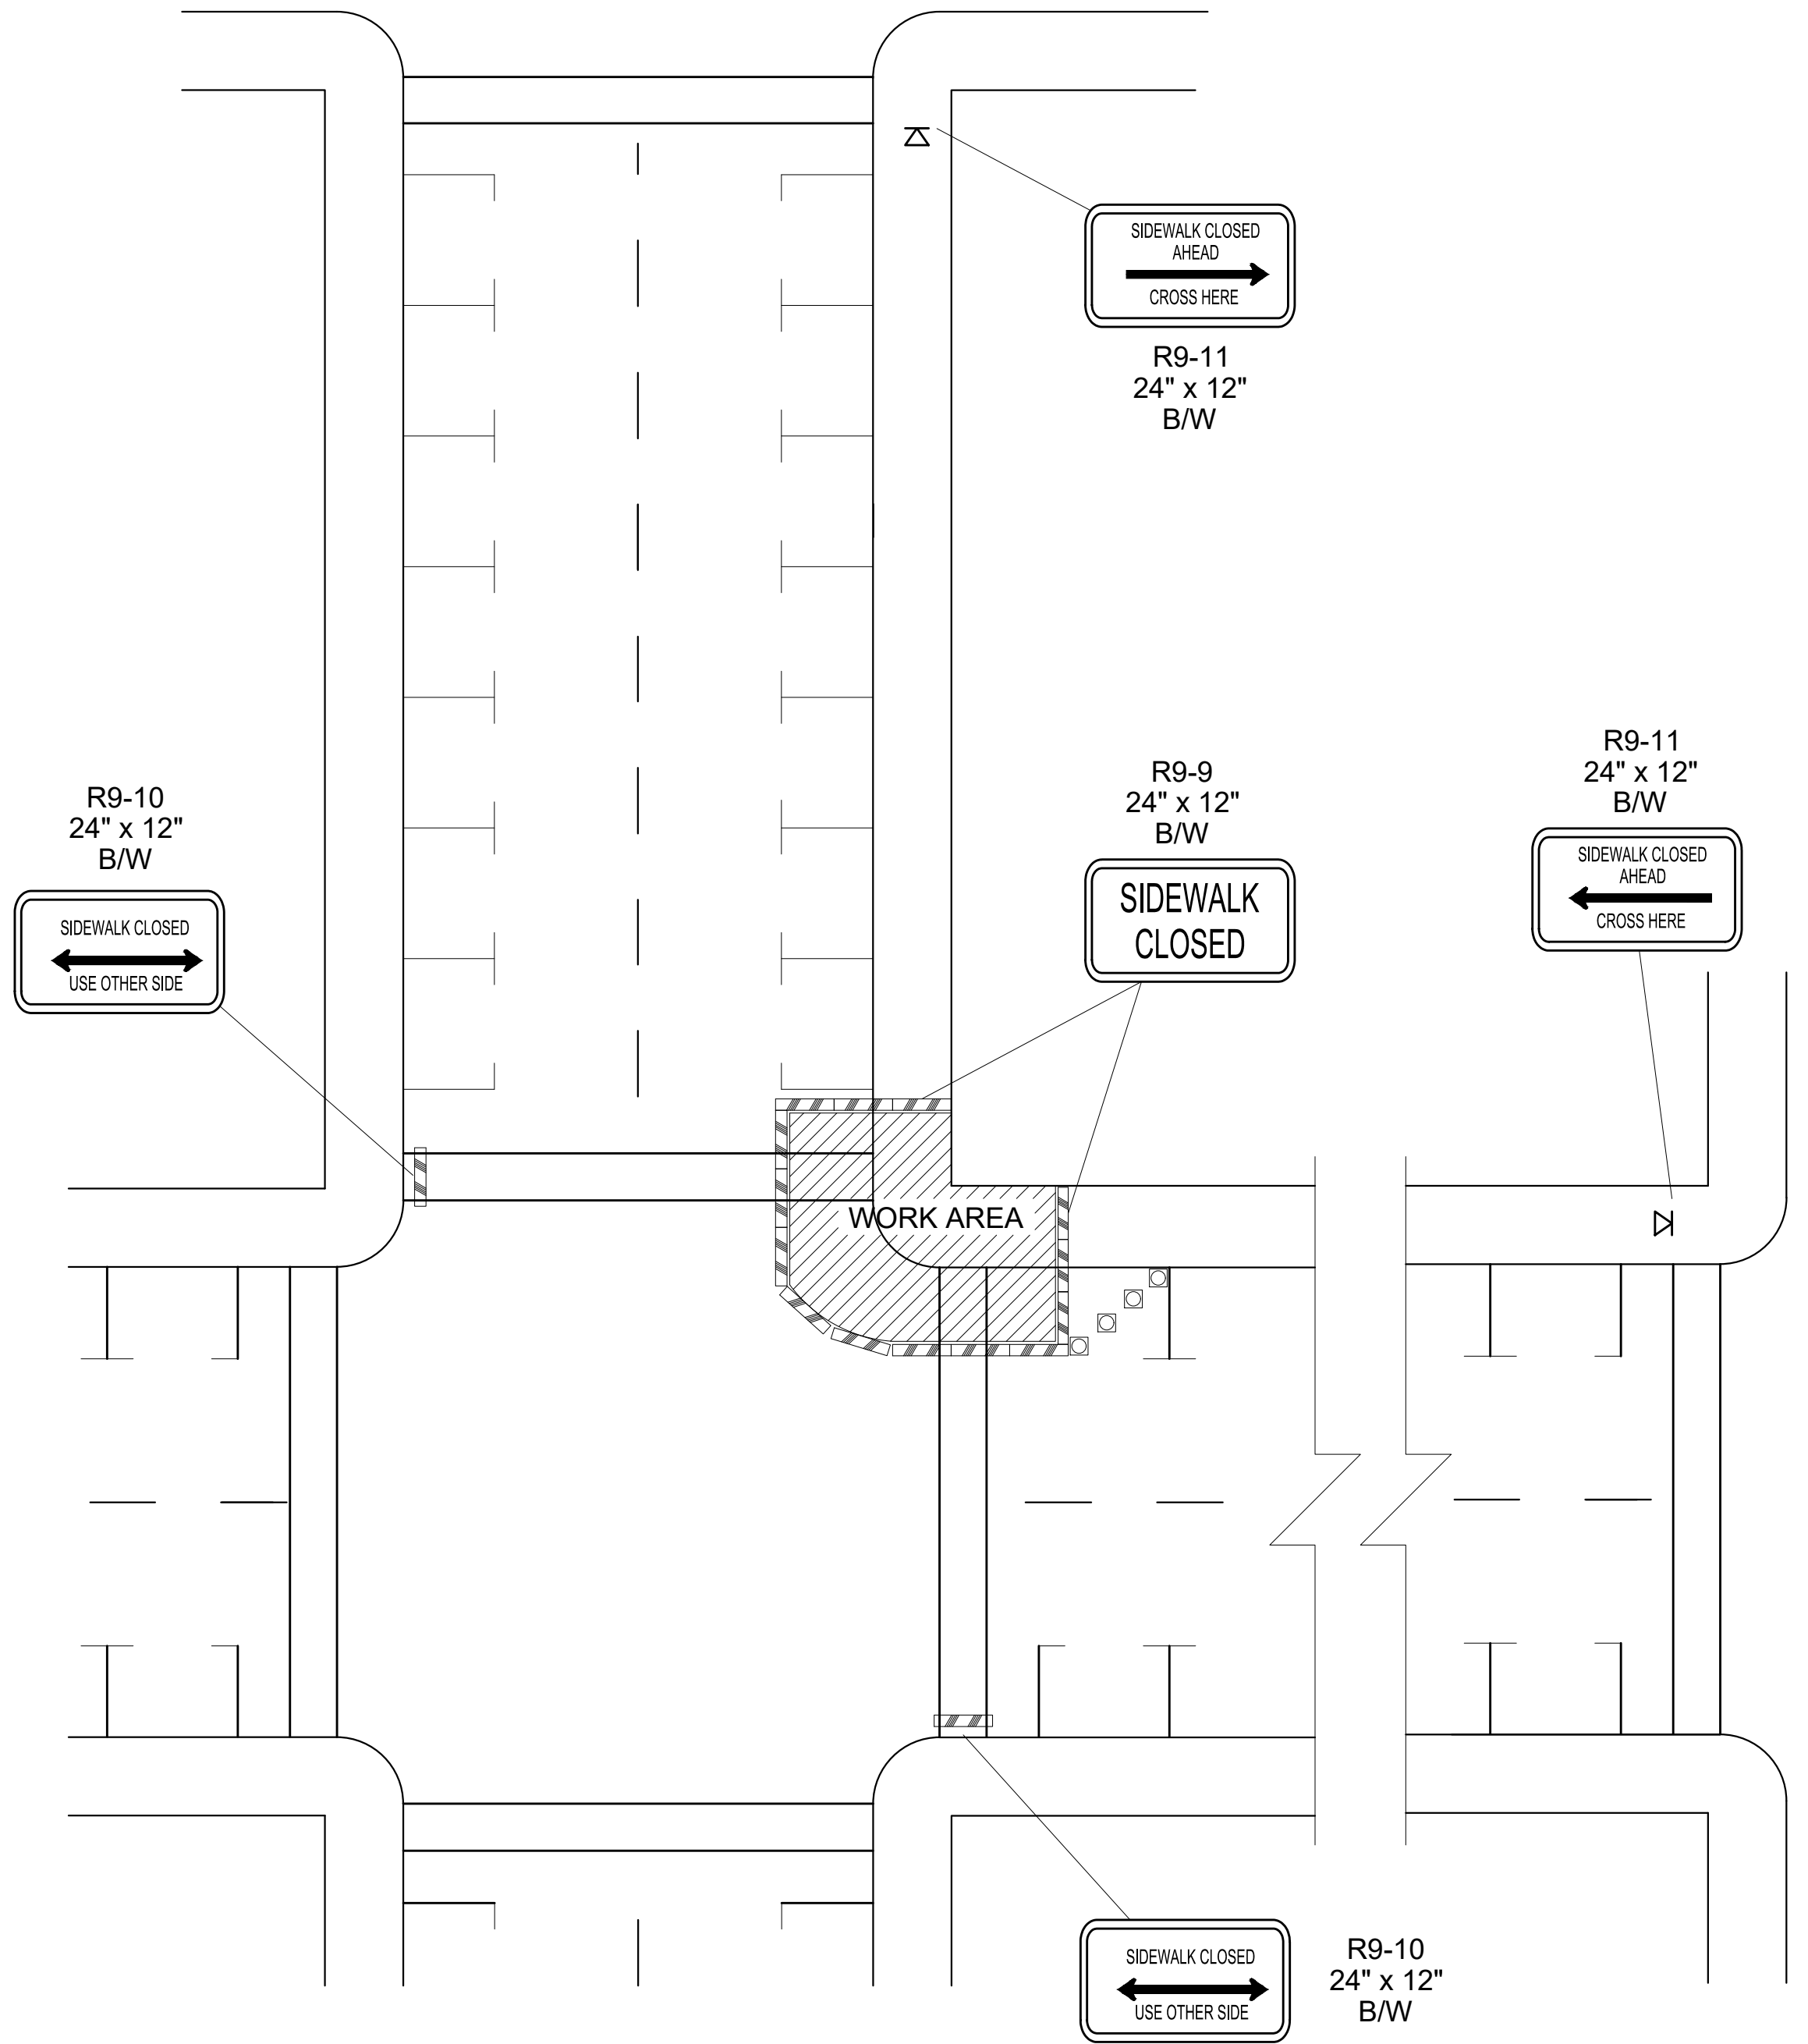 SIDEWALK CLOSED
AHEAD
CROSS HERE
R9-11
24" x 12"
B/W
R9-10
24" x 12"
B/W
SIDEWALK CLOSED
USE OTHER SIDE
R9-9
24" x 12"
B/W
SIDEWALK
CLOSED
R9-11
24" x 12"
B/W
SIDEWALK CLOSED
AHEAD
CROSS HERE
WORK AREA
SIDEWALK CLOSED
USE OTHER SIDE
R9-10
24" x 12"
B/W